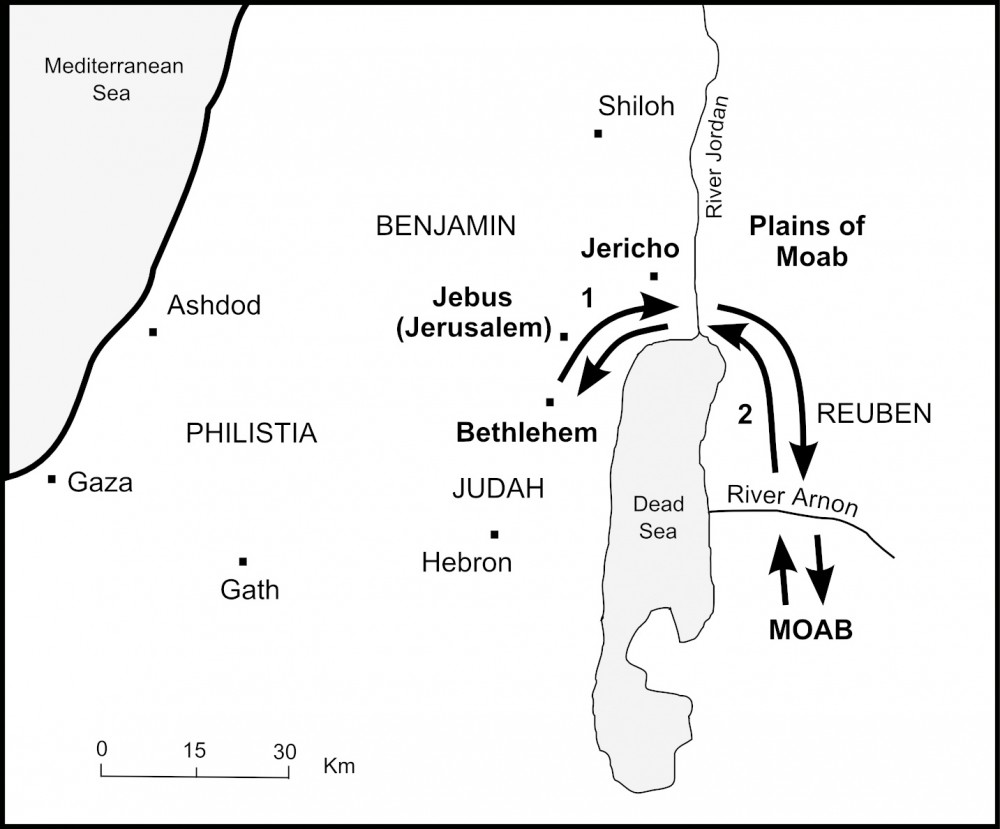 Mediterranean
Sea
Shiloh
River Jordan
BENJAMIN
Plains of
Moab
Jericho
1
Jebus
(Jerusalem)
Ashdod
2
REUBEN
Bethlehem
PHILISTIA
Gaza
JUDAH
River Arnon
Dead
Sea
Hebron
Gath
MOAB
0 15 30
Km